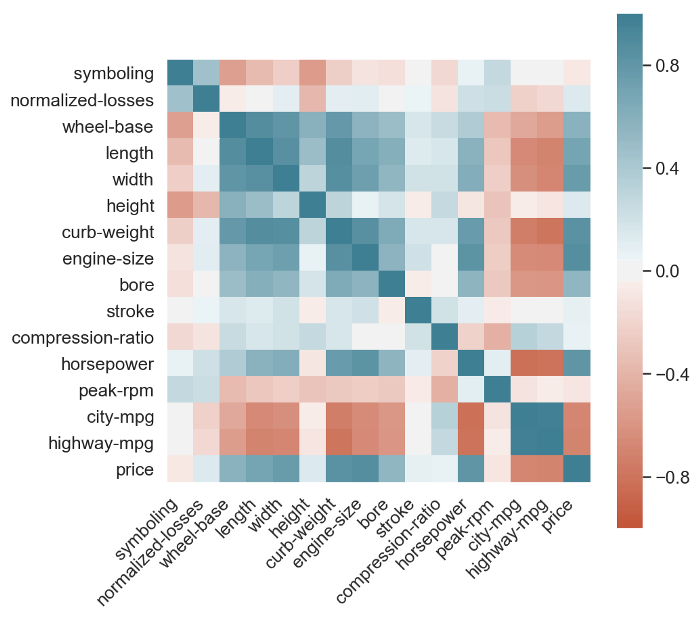 symboling
normalized-losses
wheel-base
length
width
height
curb-weight
engine-size
bore
stroke
compression-ratio
horsepower
peak-rpm
city-mpg
highway-mpg
price
symboling
normalized-losses
wheel-base
length
width
height
curb-weight
engine-size
bore
stroke
compression-ratio
horsepower
peak-rpm
city-mpg
highway-mpg
price
0.8
0.4
0.0
−0.4
−0.8